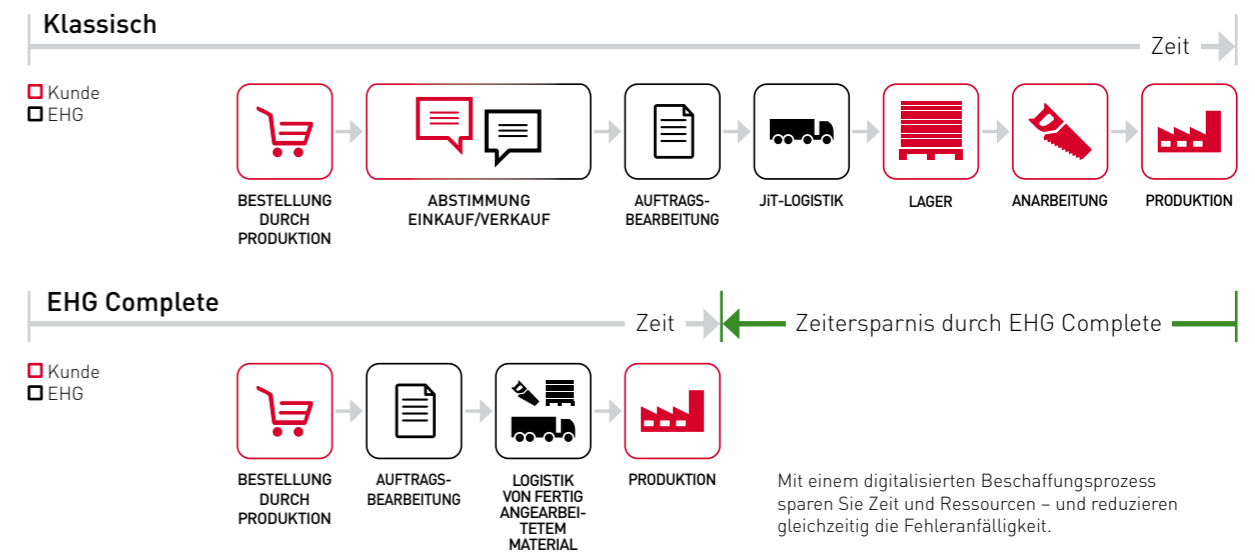 Klassisch
Zeit
Kunde
EHG
BESTELLUNG
DURCH
PRODUKTION
ABSTIMMUNG
EINKAUF/VERKAUF
AUFTRAGS-
BEARBEITUNG
JiT-LOGISTIK
LAGER
ANARBEITUNG
PRODUKTION
EHG Complete
Zeit
Zeitersparnis durch EHG Complete
Kunde
EHG
BESTELLUNG
DURCH
PRODUKTION
AUFTRAGS-
BEARBEITUNG
LOGISTIK
VON FERTIG
ANGEARBEI-
TETEM
MATERIAL
PRODUKTION
Mit einem digitalisierten Beschaffungsprozess
sparen Sie Zeit und Ressourcen – und reduzieren
gleichzeitig die Fehleranfälligkeit.